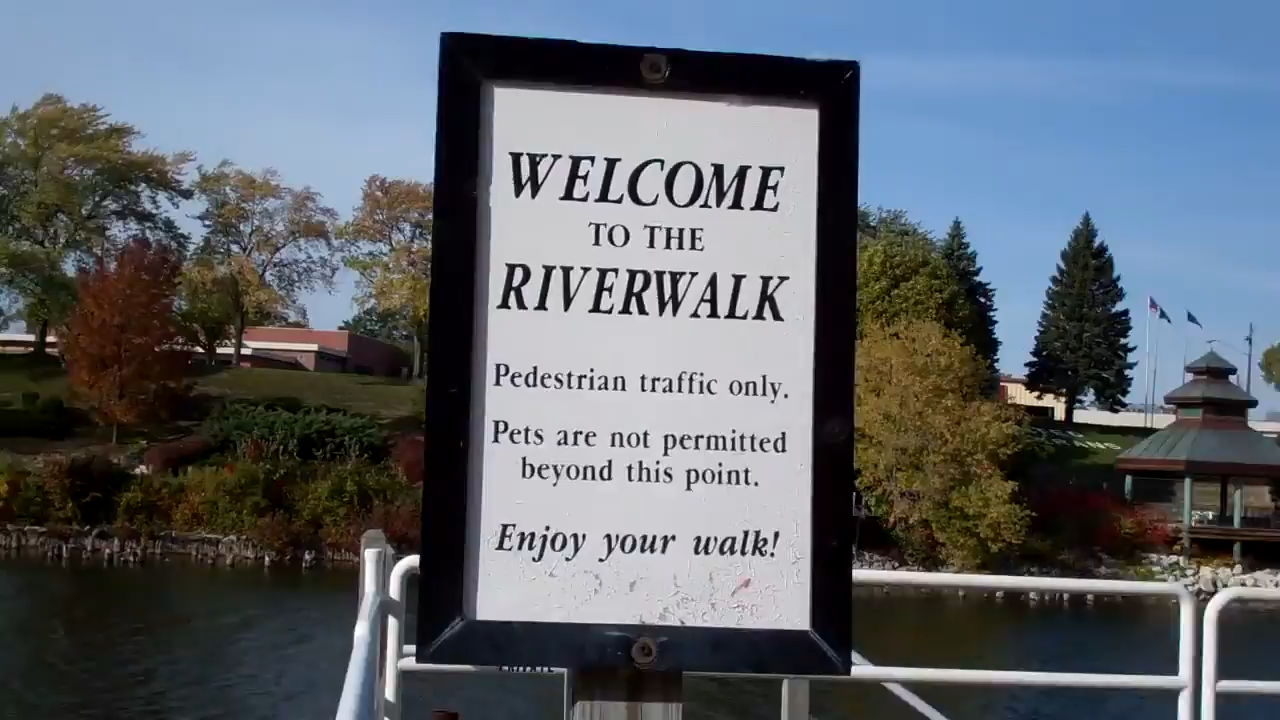 WELCOME
TO THE
RIVERWALK
Pedestrian traffic only.
Pets are not permitted
beyond this point.
Enjoy your walk!